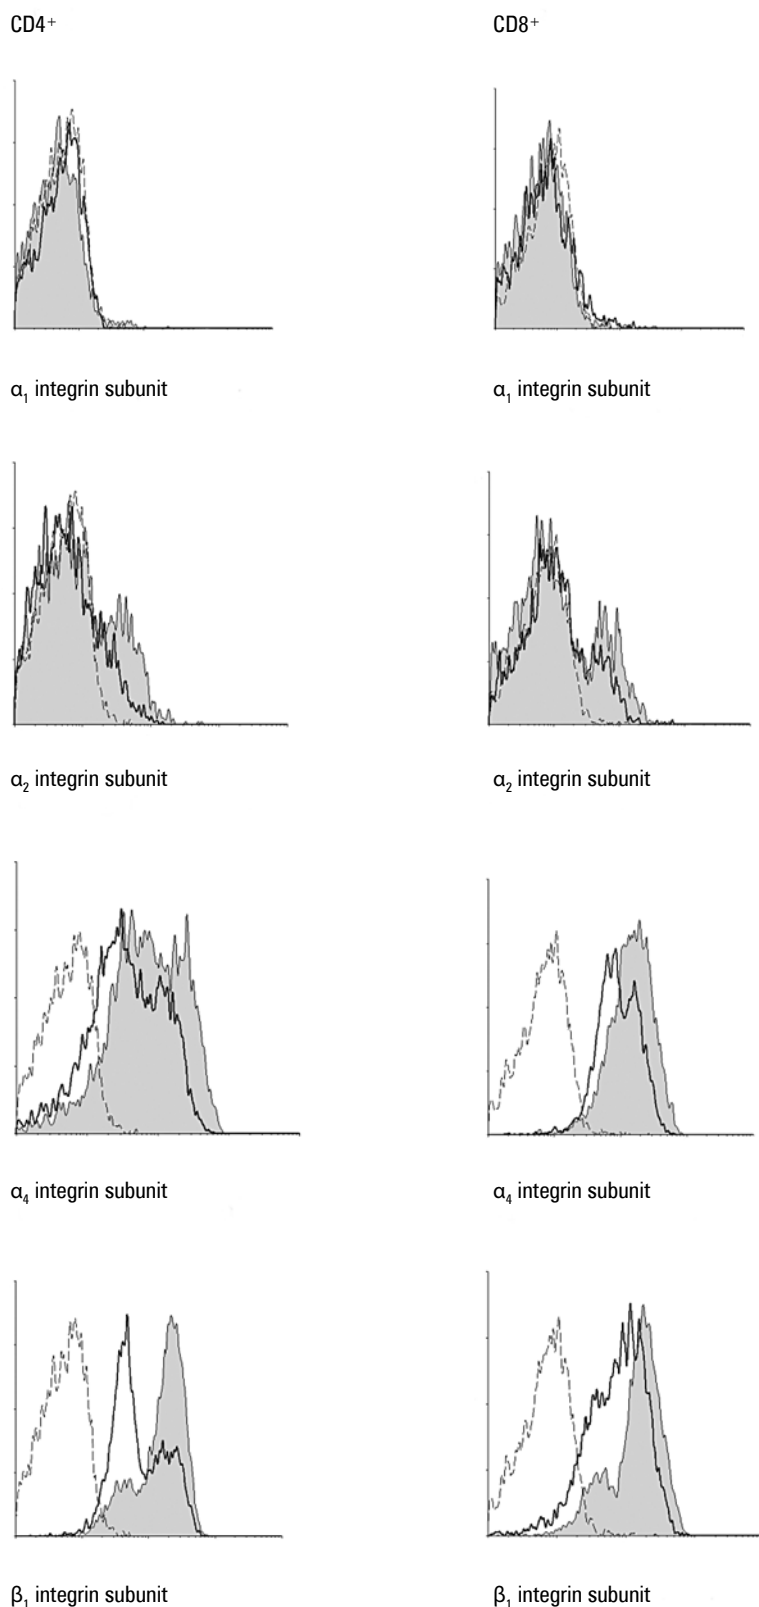 CD4⁺ CD8⁺
α₁ integrin subunit α₁ integrin subunit
α₂ integrin subunit α₂ integrin subunit
α₄ integrin subunit α₄ integrin subunit
β₁ integrin subunit β₁ integrin subunit